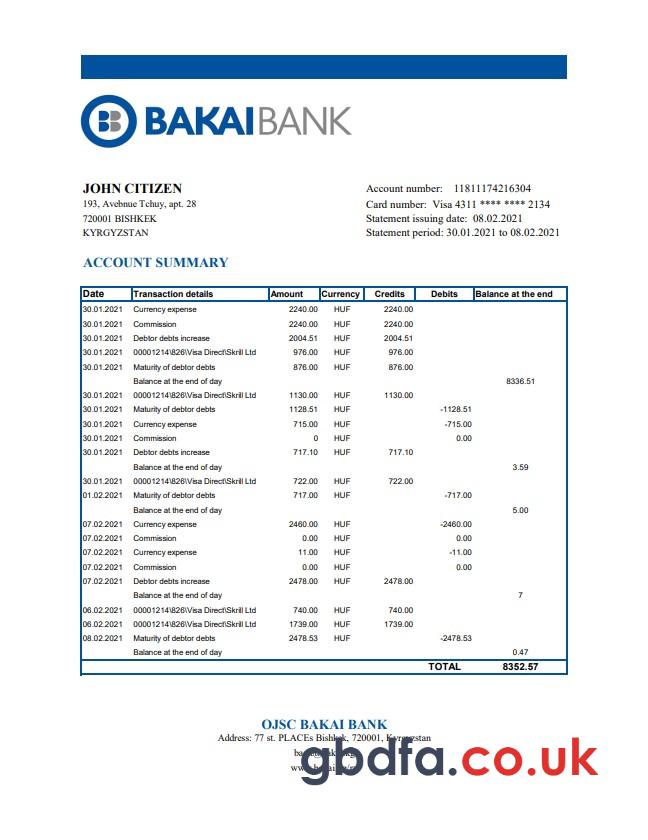 BAKAIBANK
JOHN CITIZEN
193, Avebnue Tchuy, apt. 28
720001 BISHKEK
KYRGYZSTAN
Account number: 11811174216304
Card number: Visa 4311 **** **** 2134
Statement issuing date: 08.02.2021
Statement period: 30.01.2021 to 08.02.2021
ACCOUNT SUMMARY
Date Transaction details Amount Currency Credits Debits Balance at the end
30.01.2021 Currency expense 2240.00 HUF 2240.00
30.01.2021 Commission 2240.00 HUF 2240.00
30.01.2021 Debtor debts increase 2004.51 HUF 2004.51
30.01.2021 00001214\826\Visa Direct\Skrill Ltd 976.00 HUF 976.00
30.01.2021 Maturity of debtor debts 876.00 HUF 876.00
Balance at the end of day 8336.51
30.01.2021 00001214\826\Visa Direct\Skrill Ltd 1130.00 HUF 1130.00
30.01.2021 Maturity of debtor debts 1128.51 HUF -1128.51
30.01.2021 Currency expense 715.00 HUF -715.00
30.01.2021 Commission 0 HUF 0.00
30.01.2021 Debtor debts increase 717.10 HUF 717.10
Balance at the end of day 3.59
30.01.2021 00001214\826\Visa Direct\Skrill Ltd 722.00 HUF 722.00
01.02.2021 Maturity of debtor debts 717.00 HUF -717.00
Balance at the end of day 5.00
07.02.2021 Currency expense 2460.00 HUF -2460.00
07.02.2021 Commission 0.00 HUF 0.00
07.02.2021 Currency expense 11.00 HUF -11.00
07.02.2021 Commission 0.00 HUF 0.00
07.02.2021 Debtor debts increase 2478.00 HUF 2478.00
Balance at the end of day 7
06.02.2021 00001214\826\Visa Direct\Skrill Ltd 740.00 HUF 740.00
06.02.2021 00001214\826\Visa Direct\Skrill Ltd 1739.00 HUF 1739.00
08.02.2021 Maturity of debtor debts 2478.53 HUF -2478.53
Balance at the end of day 0.47
TOTAL 8352.57
OJSC BAKAI BANK
Address: 77 st. PLACEs Bishkek, 720001, Kyrgyzstan
gbdfa.co.uk